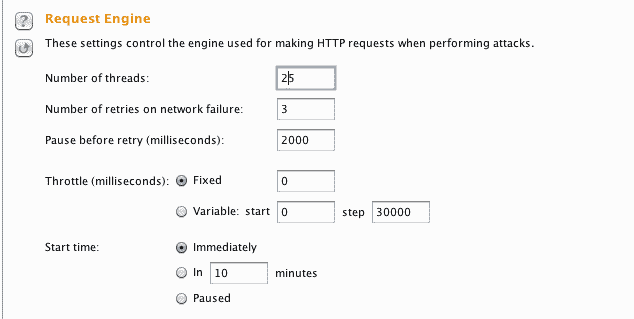 Request Engine
These settings control the engine used for making HTTP requests when performing attacks.
Number of threads: 25
Number of retries on network failure: 3
Pause before retry (milliseconds): 2000
Throttle (milliseconds): Fixed 0
Variable: start 0 step 30000
Start time: Immediately
In 10 minutes
Paused